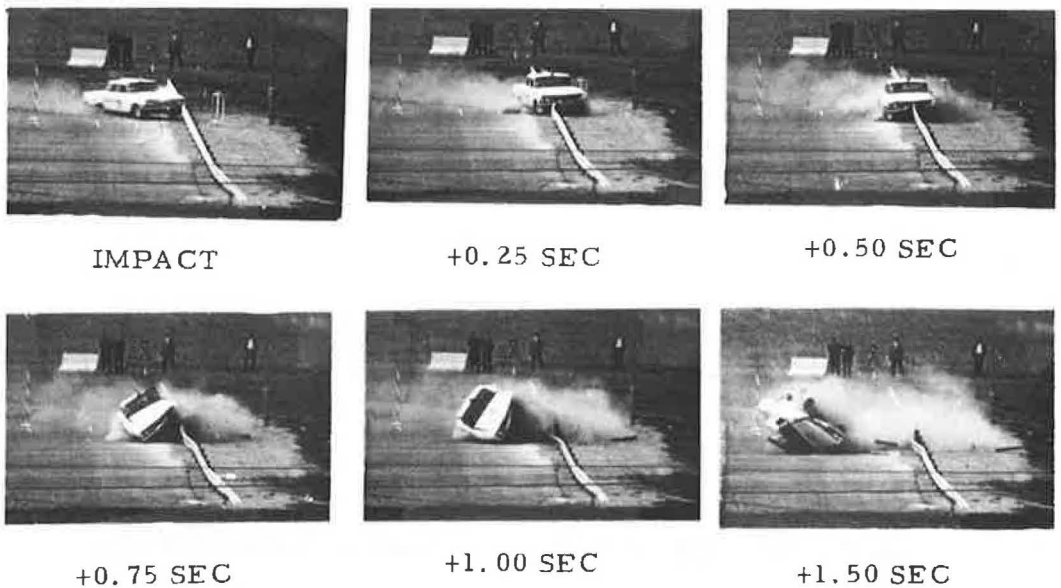 IMPACT
+0.25 SEC
+0.50 SEC
+0.75 SEC
+1.00 SEC
+1.50 SEC